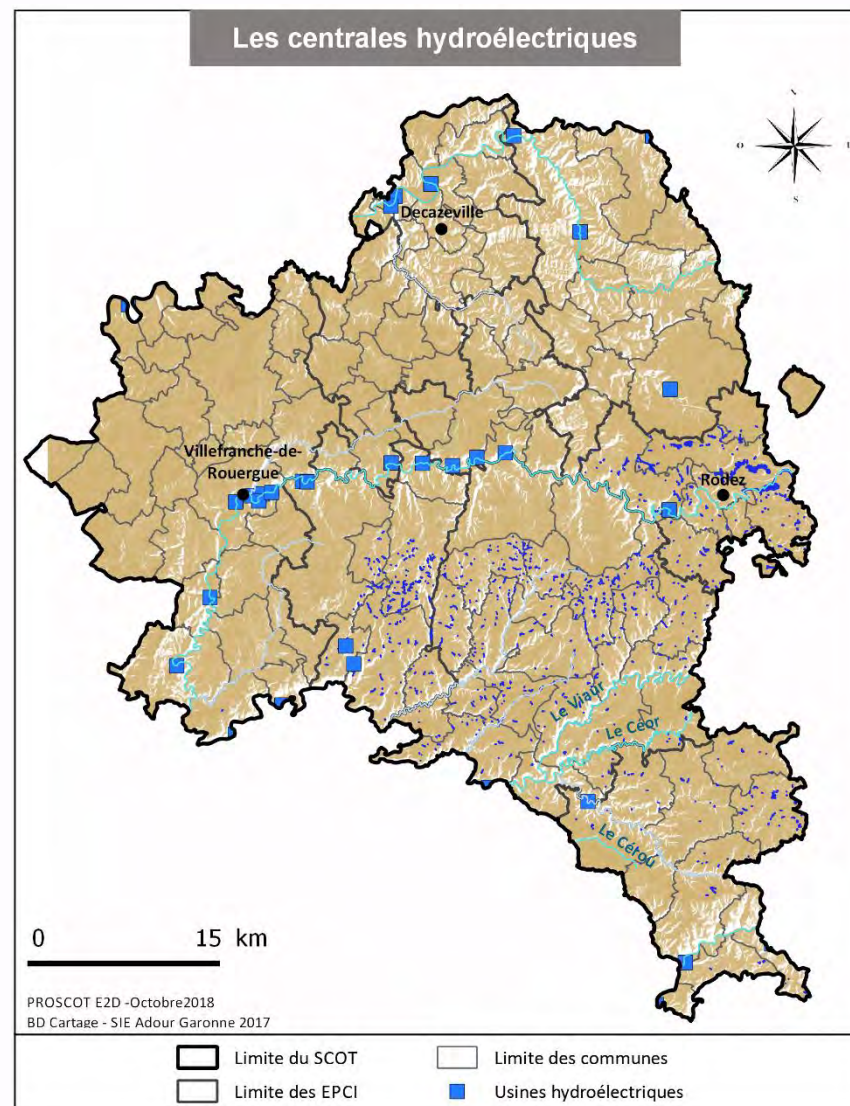 Les centrales hydroélectriques
N
O
E
S
Decazeville
Villefranche-de-
Rouergue
Rodez
Le Viaur
Le Céor
Le Cérou
0 15 km
PROSCOT E2D -Octobre2018
BD Cartage - SIE Adour Garonne 2017
Limite du SCOT
Limite des communes
Limite des EPCI
Usines hydroélectriques